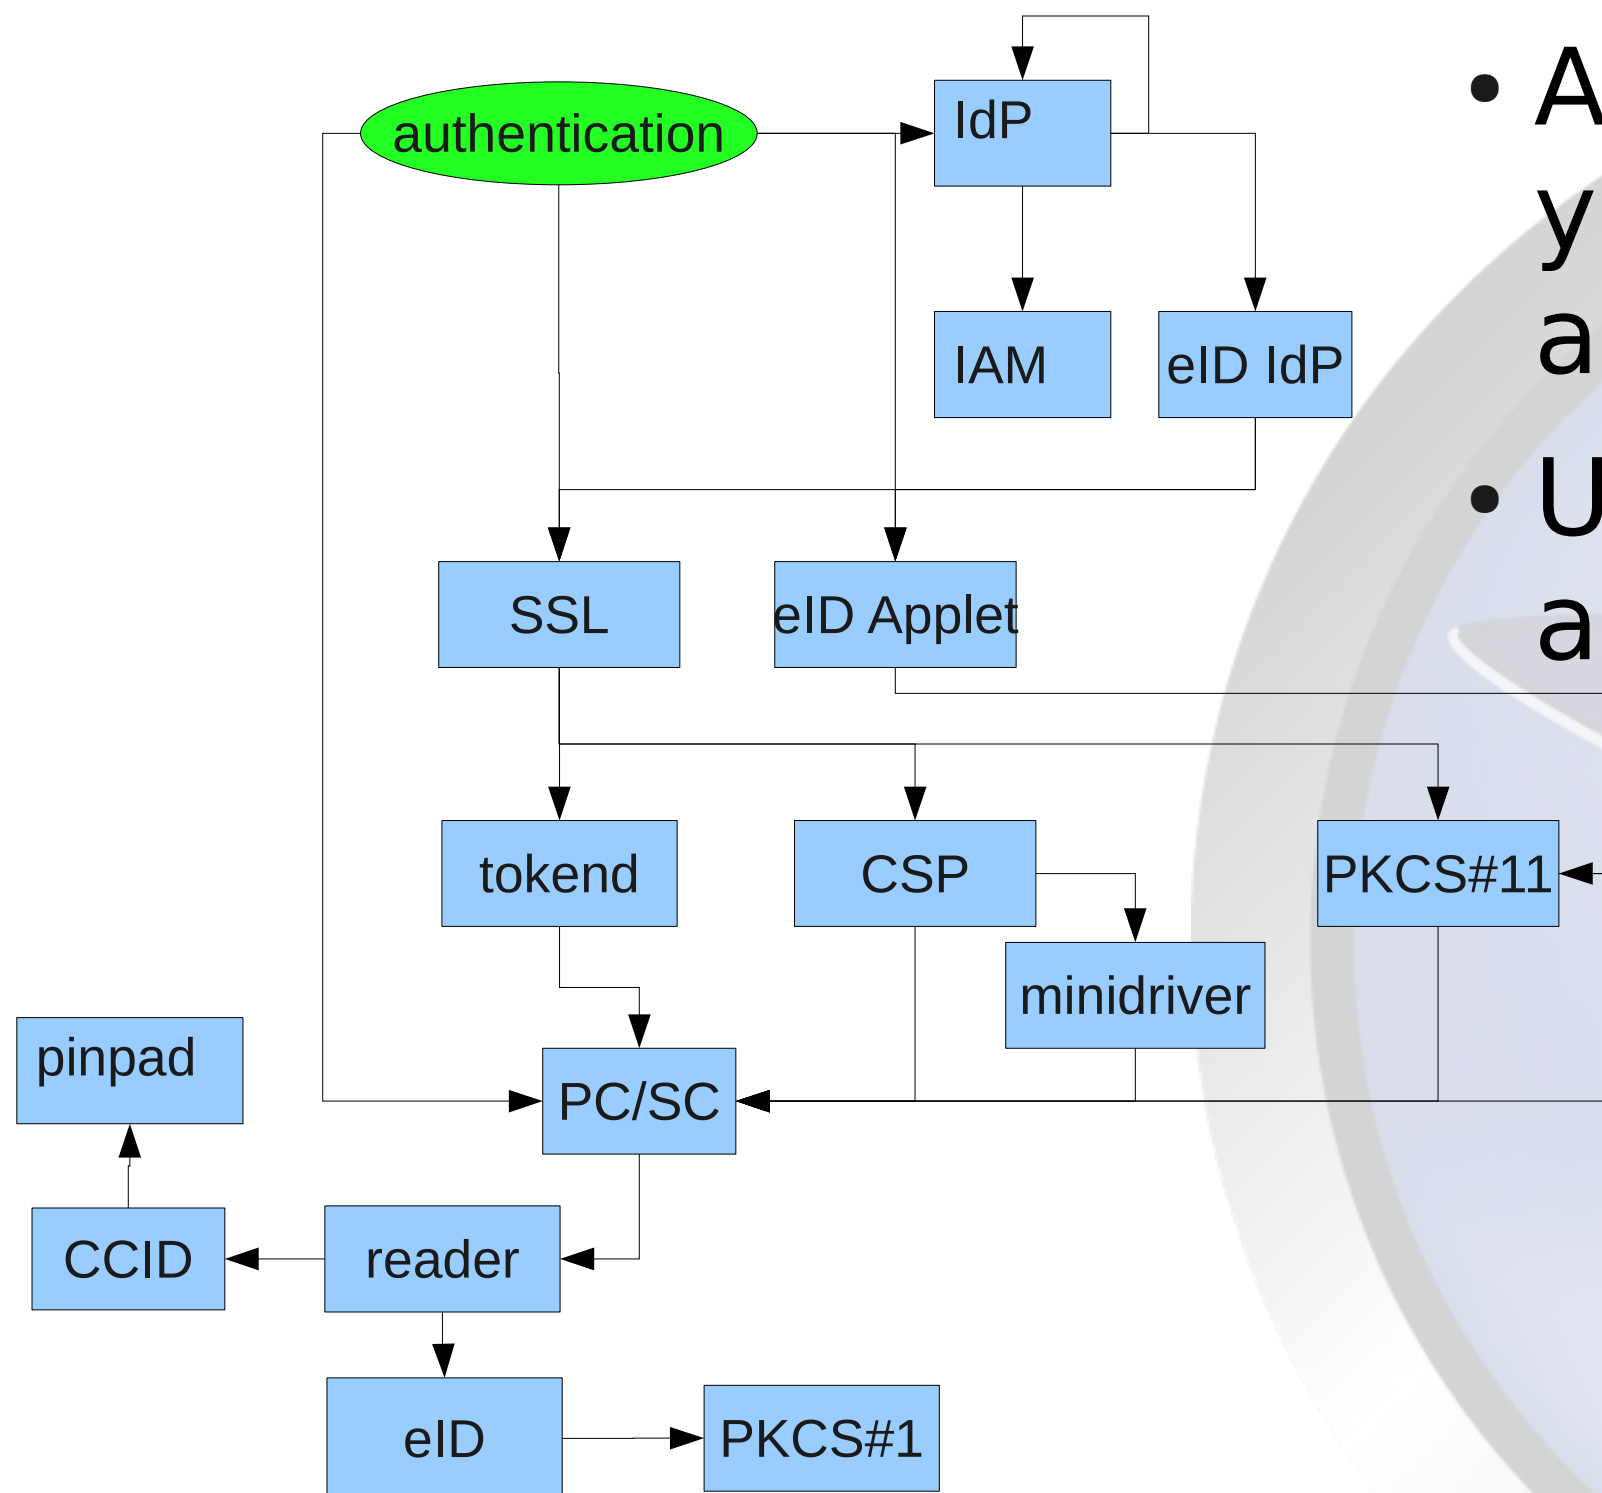 authentication
IdP
IAM
eID IdP
SSL
eID Applet
tokend
CSP
PKCS#11
minidriver
pinpad
PC/SC
CCID
reader
eID
PKCS#1
• A
y
a
• U
a